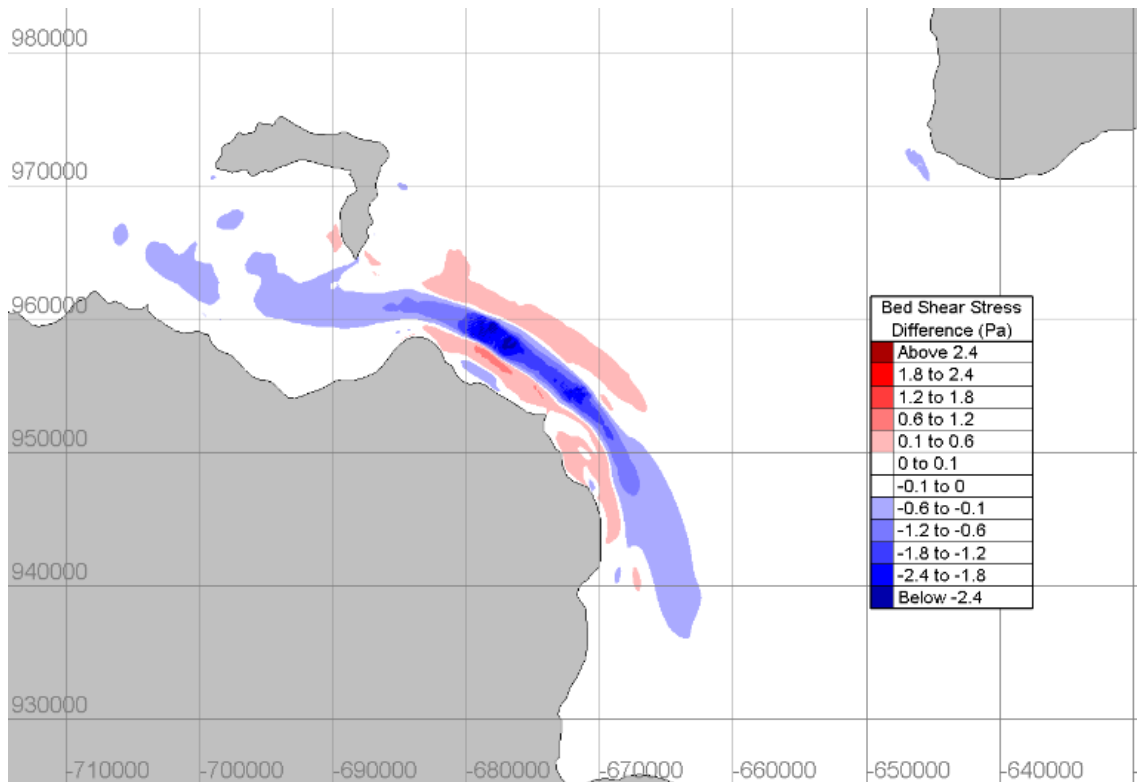 980000
970000
960000
950000
940000
930000
-710000
-700000
-690000
-680000
-670000
-660000
-650000
-640000
Bed Shear Stress
Difference (Pa)
Above 2.4
1.8 to 2.4
1.2 to 1.8
0.6 to 1.2
0.1 to 0.6
0 to 0.1
-0.1 to 0
-0.6 to -0.1
-1.2 to -0.6
-1.8 to -1.2
-2.4 to -1.8
Below -2.4